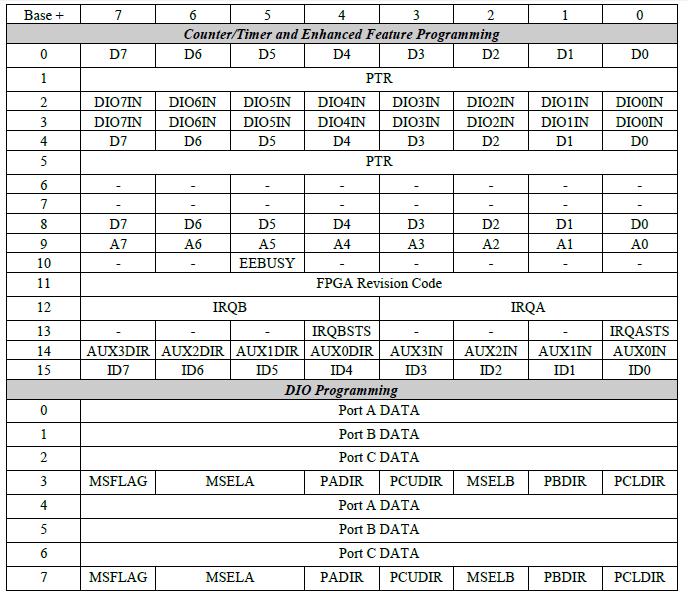 Base + 7 6 5 4 3 2 1 0
Counter/Timer and Enhanced Feature Programming
0 D7 D6 D5 D4 D3 D2 D1 D0
1 PTR
2 DIO7IN DIO6IN DIO5IN DIO4IN DIO3IN DIO2IN DIO1IN DIO0IN
3 DIO7IN DIO6IN DIO5IN DIO4IN DIO3IN DIO2IN DIO1IN DIO0IN
4 D7 D6 D5 D4 D3 D2 D1 D0
5 PTR
6 - - - - - - - -
7 - - - - - - - -
8 D7 D6 D5 D4 D3 D2 D1 D0
9 A7 A6 A5 A4 A3 A2 A1 A0
10 - - EEBUSY - - - - -
11 FPGA Revision Code
12 IRQB IRQA
13 - - - IRQBSTS - - - IRQASTS
14 AUX3DIR AUX2DIR AUX1DIR AUX0DIR AUX3IN AUX2IN AUX1IN AUX0IN
15 ID7 ID6 ID5 ID4 ID3 ID2 ID1 ID0
DIO Programming
0 Port A DATA
1 Port B DATA
2 Port C DATA
3 MSFLAG MSELA PADIR PCUDIR MSELB PBDIR PCLDIR
4 Port A DATA
5 Port B DATA
6 Port C DATA
7 MSFLAG MSELA PADIR PCUDIR MSELB PBDIR PCLDIR